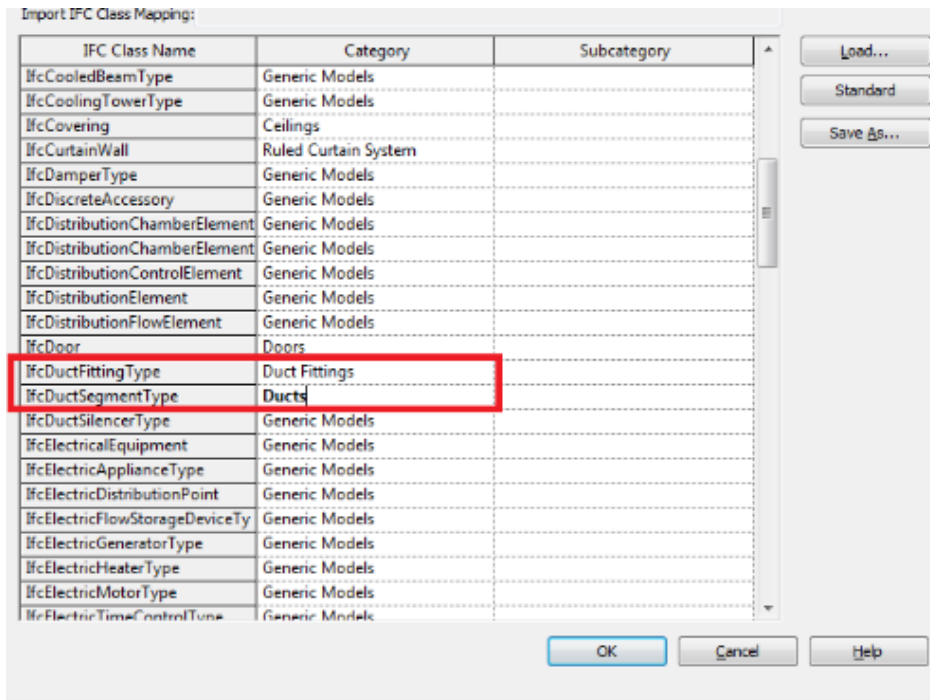 Import IFC Class Mapping:
IFC Class Name Category Subcategory
IfcCooledBeamType Generic Models
IfcCoolingTowerType Generic Models
IfcCovering Ceilings
IfcCurtainWall Ruled Curtain System
IfcDamperType Generic Models
IfcDiscreteAccessory Generic Models
IfcDistributionChamberElement Generic Models
IfcDistributionChamberElement Generic Models
IfcDistributionControlElement Generic Models
IfcDistributionElement Generic Models
IfcDistributionFlowElement Generic Models
IfcDoor Doors
IfcDuctFittingType Duct Fittings
IfcDuctSegmentType Ducts
IfcDuctSilencerType Generic Models
IfcElectricalEquipment Generic Models
IfcElectricApplianceType Generic Models
IfcElectricDistributionPoint Generic Models
IfcElectricFlowStorageDeviceTy Generic Models
IfcElectricGeneratorType Generic Models
IfcElectricHeaterType Generic Models
IfcElectricMotorType Generic Models
IfcElectricTimeControlType Generic Models
Load...
Standard
Save As...
OK Cancel Help